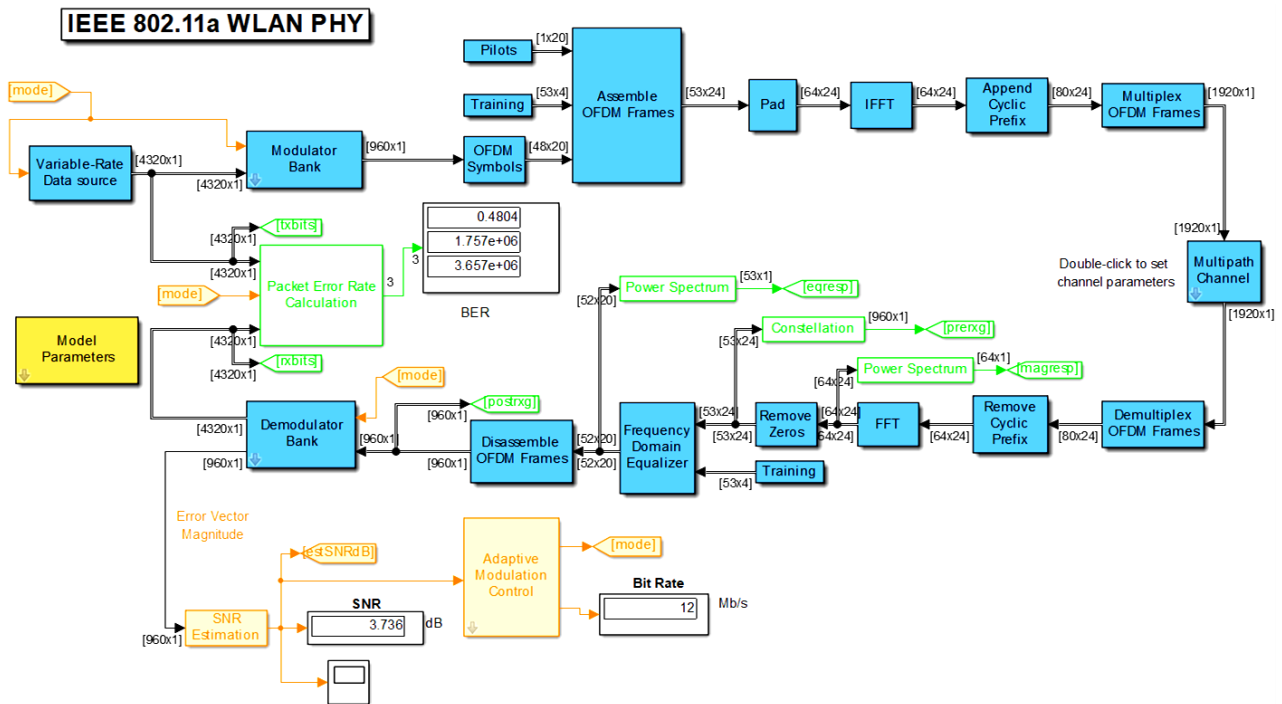 IEEE 802.11a WLAN PHY
[mode]
Variable-Rate
Data source
[4320x1]
[4320x1]
Modulator
Bank
[960x1]
Pilots
[1x20]
Training
[53x4]
OFDM
Symbols
[48x20]
Assemble
OFDM Frames
[53x24]
Pad
[64x24]
IFFT
[64x24]
Append
Cyclic
Prefix
[80x24]
Multiplex
OFDM Frames
[1920x1]
[1920x1]
Double-click to set
channel parameters
Multipath
Channel
[1920x1]
[txbits]
[4320x1]
[4320x1]
[mode]
Packet Error Rate
Calculation
3
3
0.4804
1.757e+06
3.657e+06
BER
[4320x1]
[4320x1]
[rxbits]
Model
Parameters
Power Spectrum
[53x1]
[eqresp]
[52x20]
Constellation
[960x1]
[prerxg]
[53x24]
Power Spectrum
[64x1]
[magresp]
[64x24]
[mode]
[postrxg]
[960x1]
Demodulator
Bank
[4320x1]
[960x1]
[960x1]
Disassemble
OFDM Frames
[960x1]
[52x20]
[52x20]
Frequency
Domain
Equalizer
[53x24]
[53x24]
Remove
Zeros
[64x24]
[64x24]
FFT
[64x24]
Remove
Cyclic
Prefix
[80x24]
Demultiplex
OFDM Frames
[1920x1]
Training
[53x4]
Error Vector
Magnitude
[estSNRdB]
SNR
Estimation
[960x1]
SNR
3.736
dB
Adaptive
Modulation
Control
[mode]
Bit Rate
12
Mb/s